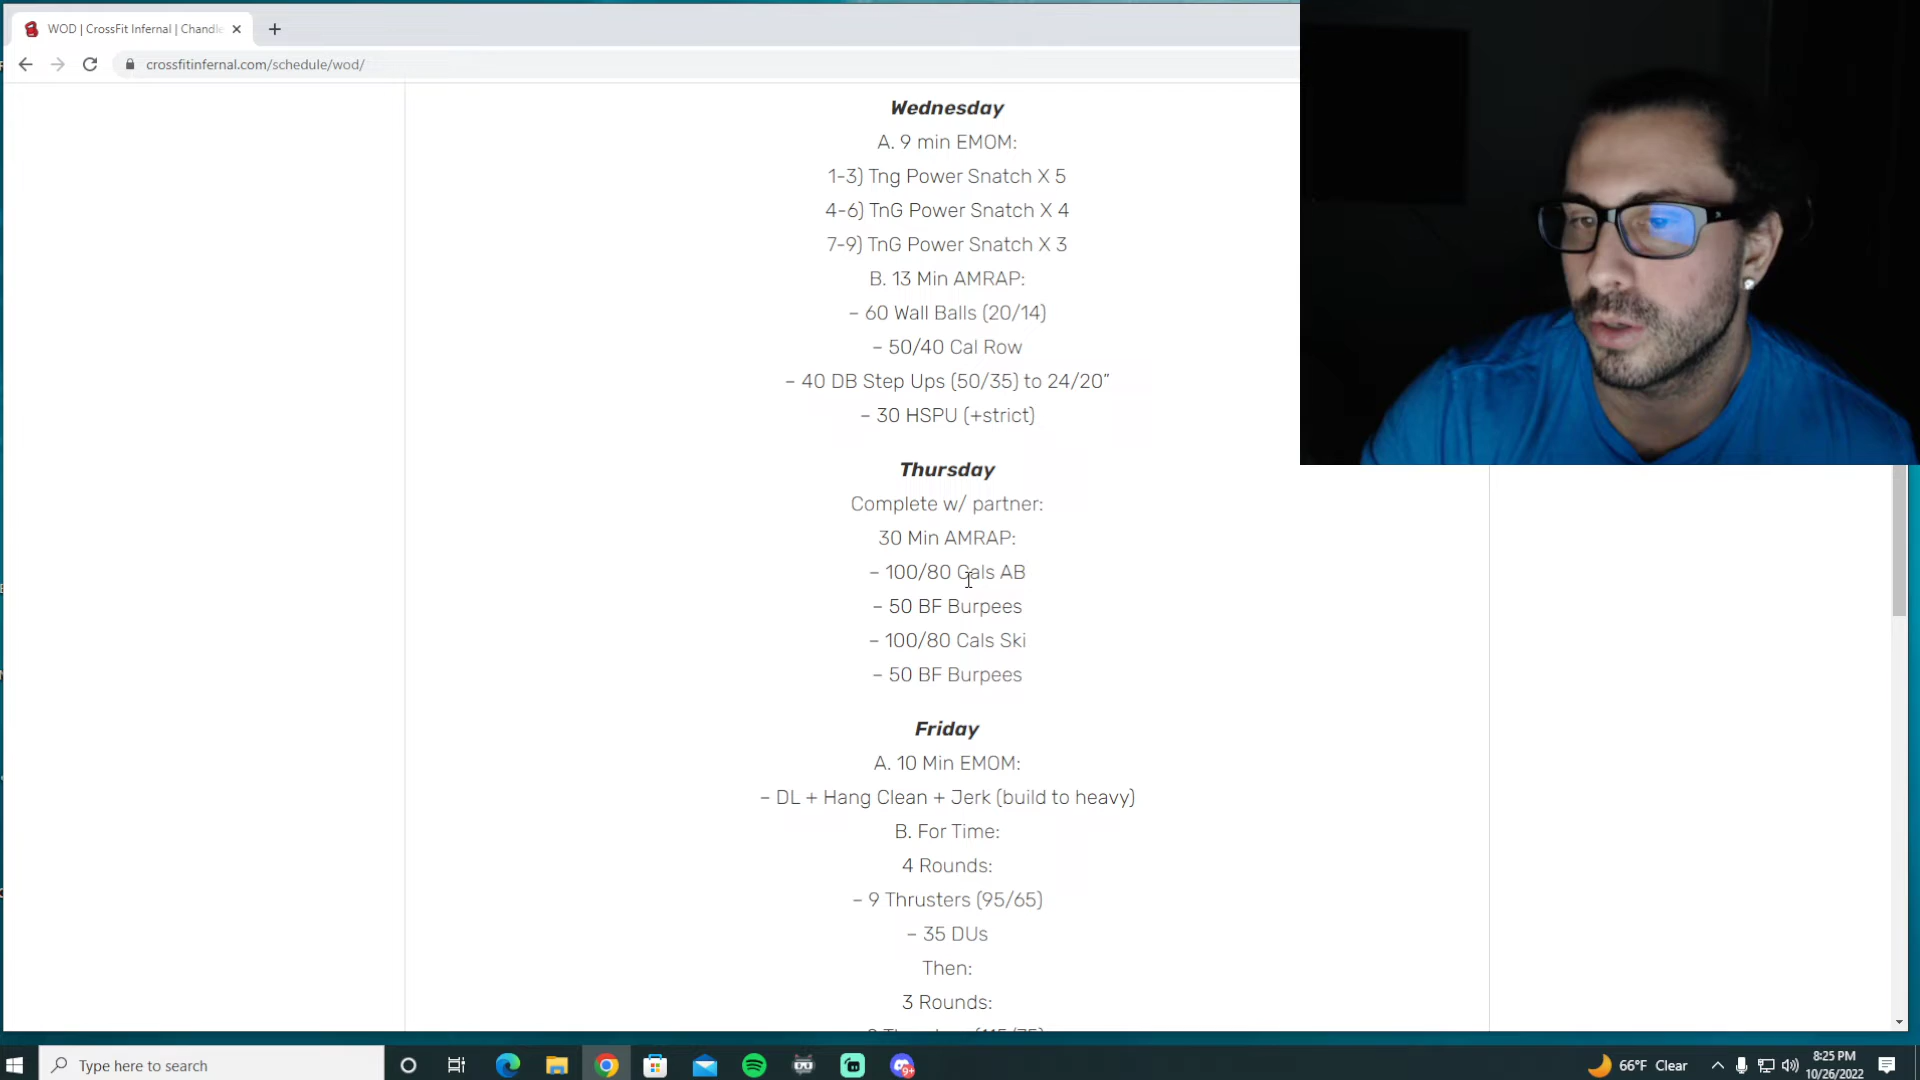 WOD | CrossFit Infernal | Chandle
crossfitinfernal.com/schedule/wod/
Wednesday
A. 9 min EMOM:
1-3) Tng Power Snatch X 5
4-6) TnG Power Snatch X 4
7-9) TnG Power Snatch X 3
B. 13 Min AMRAP:
– 60 Wall Balls (20/14)
– 50/40 Cal Row
– 40 DB Step Ups (50/35) to 24/20”
– 30 HSPU (+strict)
Thursday
Complete w/ partner:
30 Min AMRAP:
– 100/80 Cals AB
– 50 BF Burpees
– 100/80 Cals Ski
– 50 BF Burpees
Friday
A. 10 Min EMOM:
– DL + Hang Clean + Jerk (build to heavy)
B. For Time:
4 Rounds:
– 9 Thrusters (95/65)
– 35 DUs
Then:
3 Rounds:
Type here to search
9+
66°F Clear
8:25 PM
10/26/2022